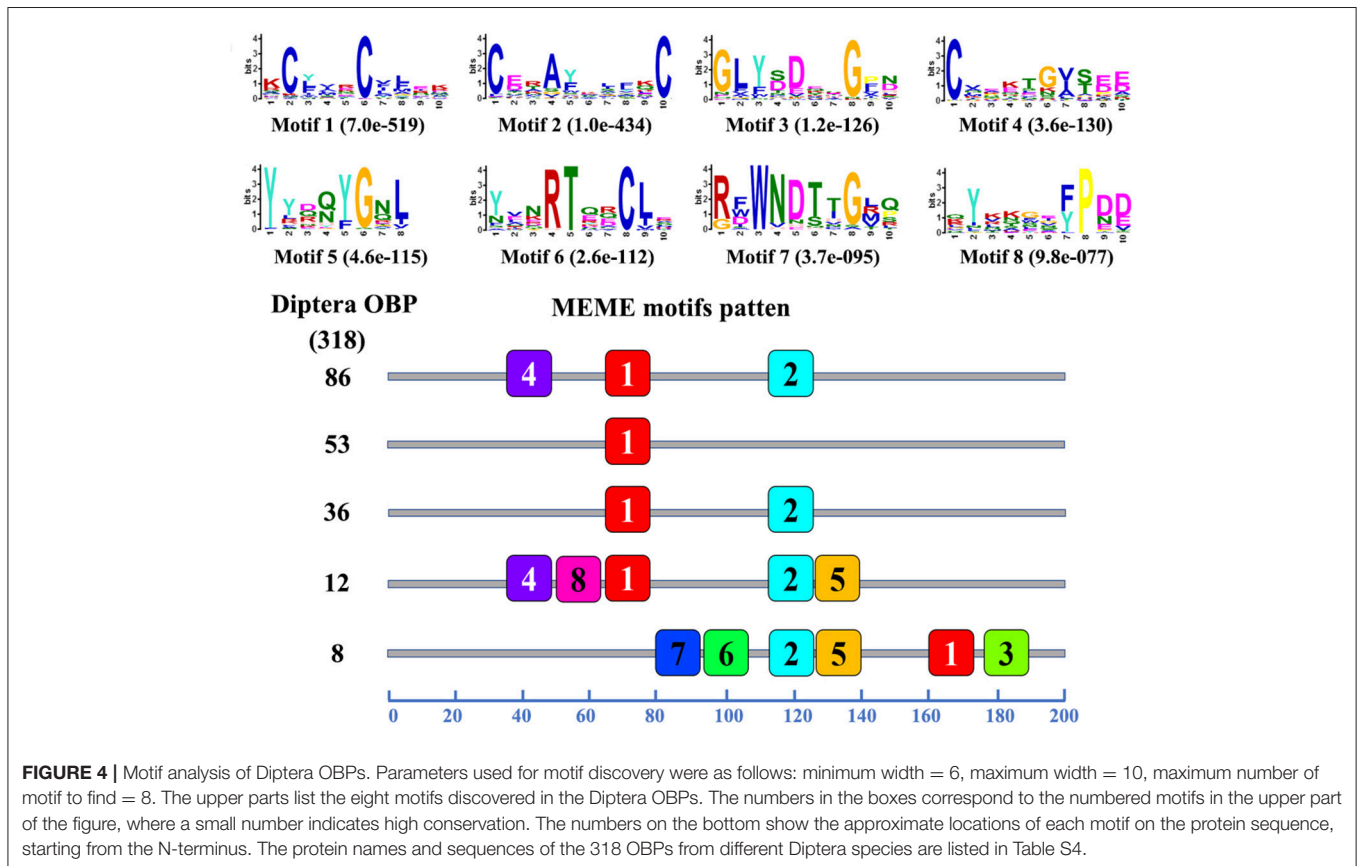 Motif 1 (7.0e-519) Motif 2 (1.0e-434) Motif 3 (1.2e-126) Motif 4 (3.6e-130)
Motif 5 (4.6e-115) Motif 6 (2.6e-112) Motif 7 (3.7e-095) Motif 8 (9.8e-077)
Diptera OBP MEME motifs patten
(318)
86 4 1 2
53 1
36 1 2
12 4 8 1 2 5
8 7 6 2 5 1 3
0 20 40 60 80 100 120 140 160 180 200
FIGURE 4 | Motif analysis of Diptera OBPs. Parameters used for motif discovery were as follows: minimum width = 6, maximum width = 10, maximum number of
motif to find = 8. The upper parts list the eight motifs discovered in the Diptera OBPs. The numbers in the boxes correspond to the numbered motifs in the upper part
of the figure, where a small number indicates high conservation. The numbers on the bottom show the approximate locations of each motif on the protein sequence,
starting from the N-terminus. The protein names and sequences of the 318 OBPs from different Diptera species are listed in Table S4.